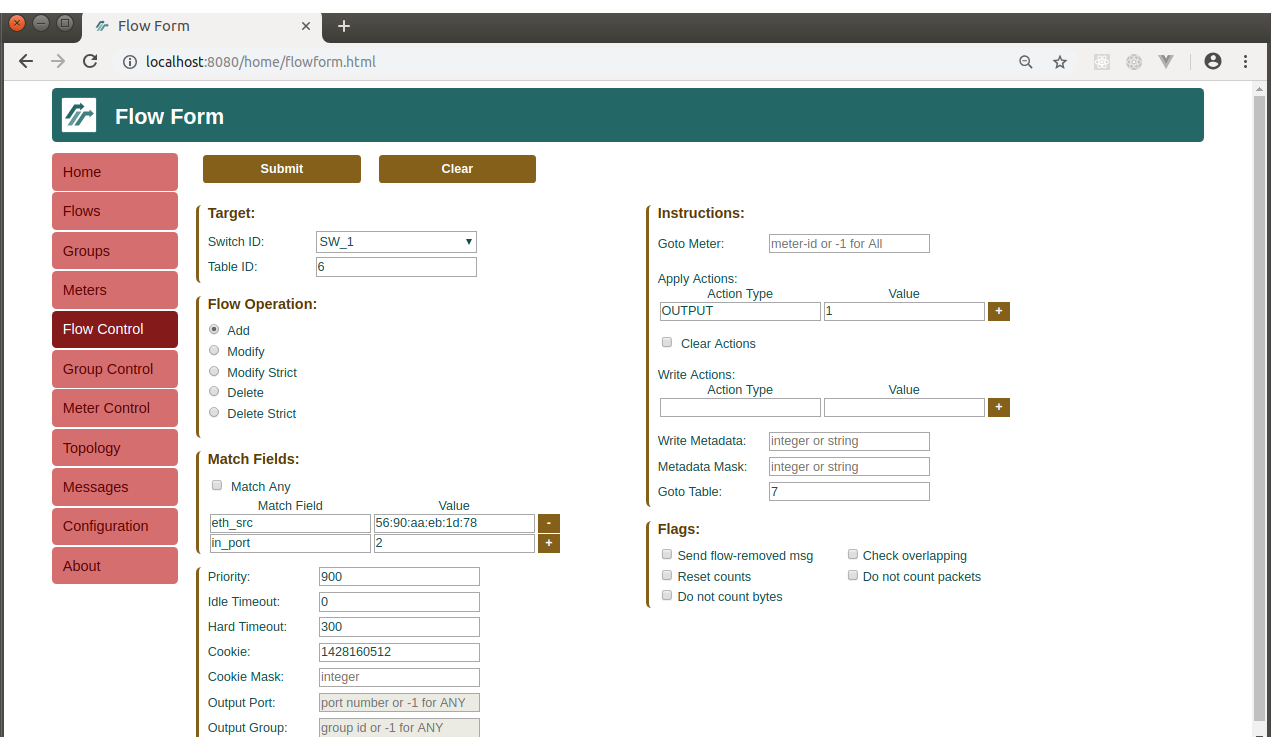 Flow Form
localhost:8080/home/flowform.html
Flow Form
Home
Flows
Groups
Meters
Flow Control
Group Control
Meter Control
Topology
Messages
Configuration
About
Submit Clear
Target:
Switch ID: SW_1
Table ID: 6
Flow Operation:
Add
Modify
Modify Strict
Delete
Delete Strict
Match Fields:
Match Any
Match Field Value
eth_src 56:90:aa:eb:1d:78 -
in_port 2 +
Priority: 900
Idle Timeout: 0
Hard Timeout: 300
Cookie: 1428160512
Cookie Mask: integer
Output Port: port number or -1 for ANY
Output Group: group id or -1 for ANY
Instructions:
Goto Meter: meter-id or -1 for All
Apply Actions:
Action Type Value
OUTPUT 1 +
Clear Actions
Write Actions:
Action Type Value
+
Write Metadata: integer or string
Metadata Mask: integer or string
Goto Table: 7
Flags:
Send flow-removed msg Check overlapping
Reset counts Do not count packets
Do not count bytes